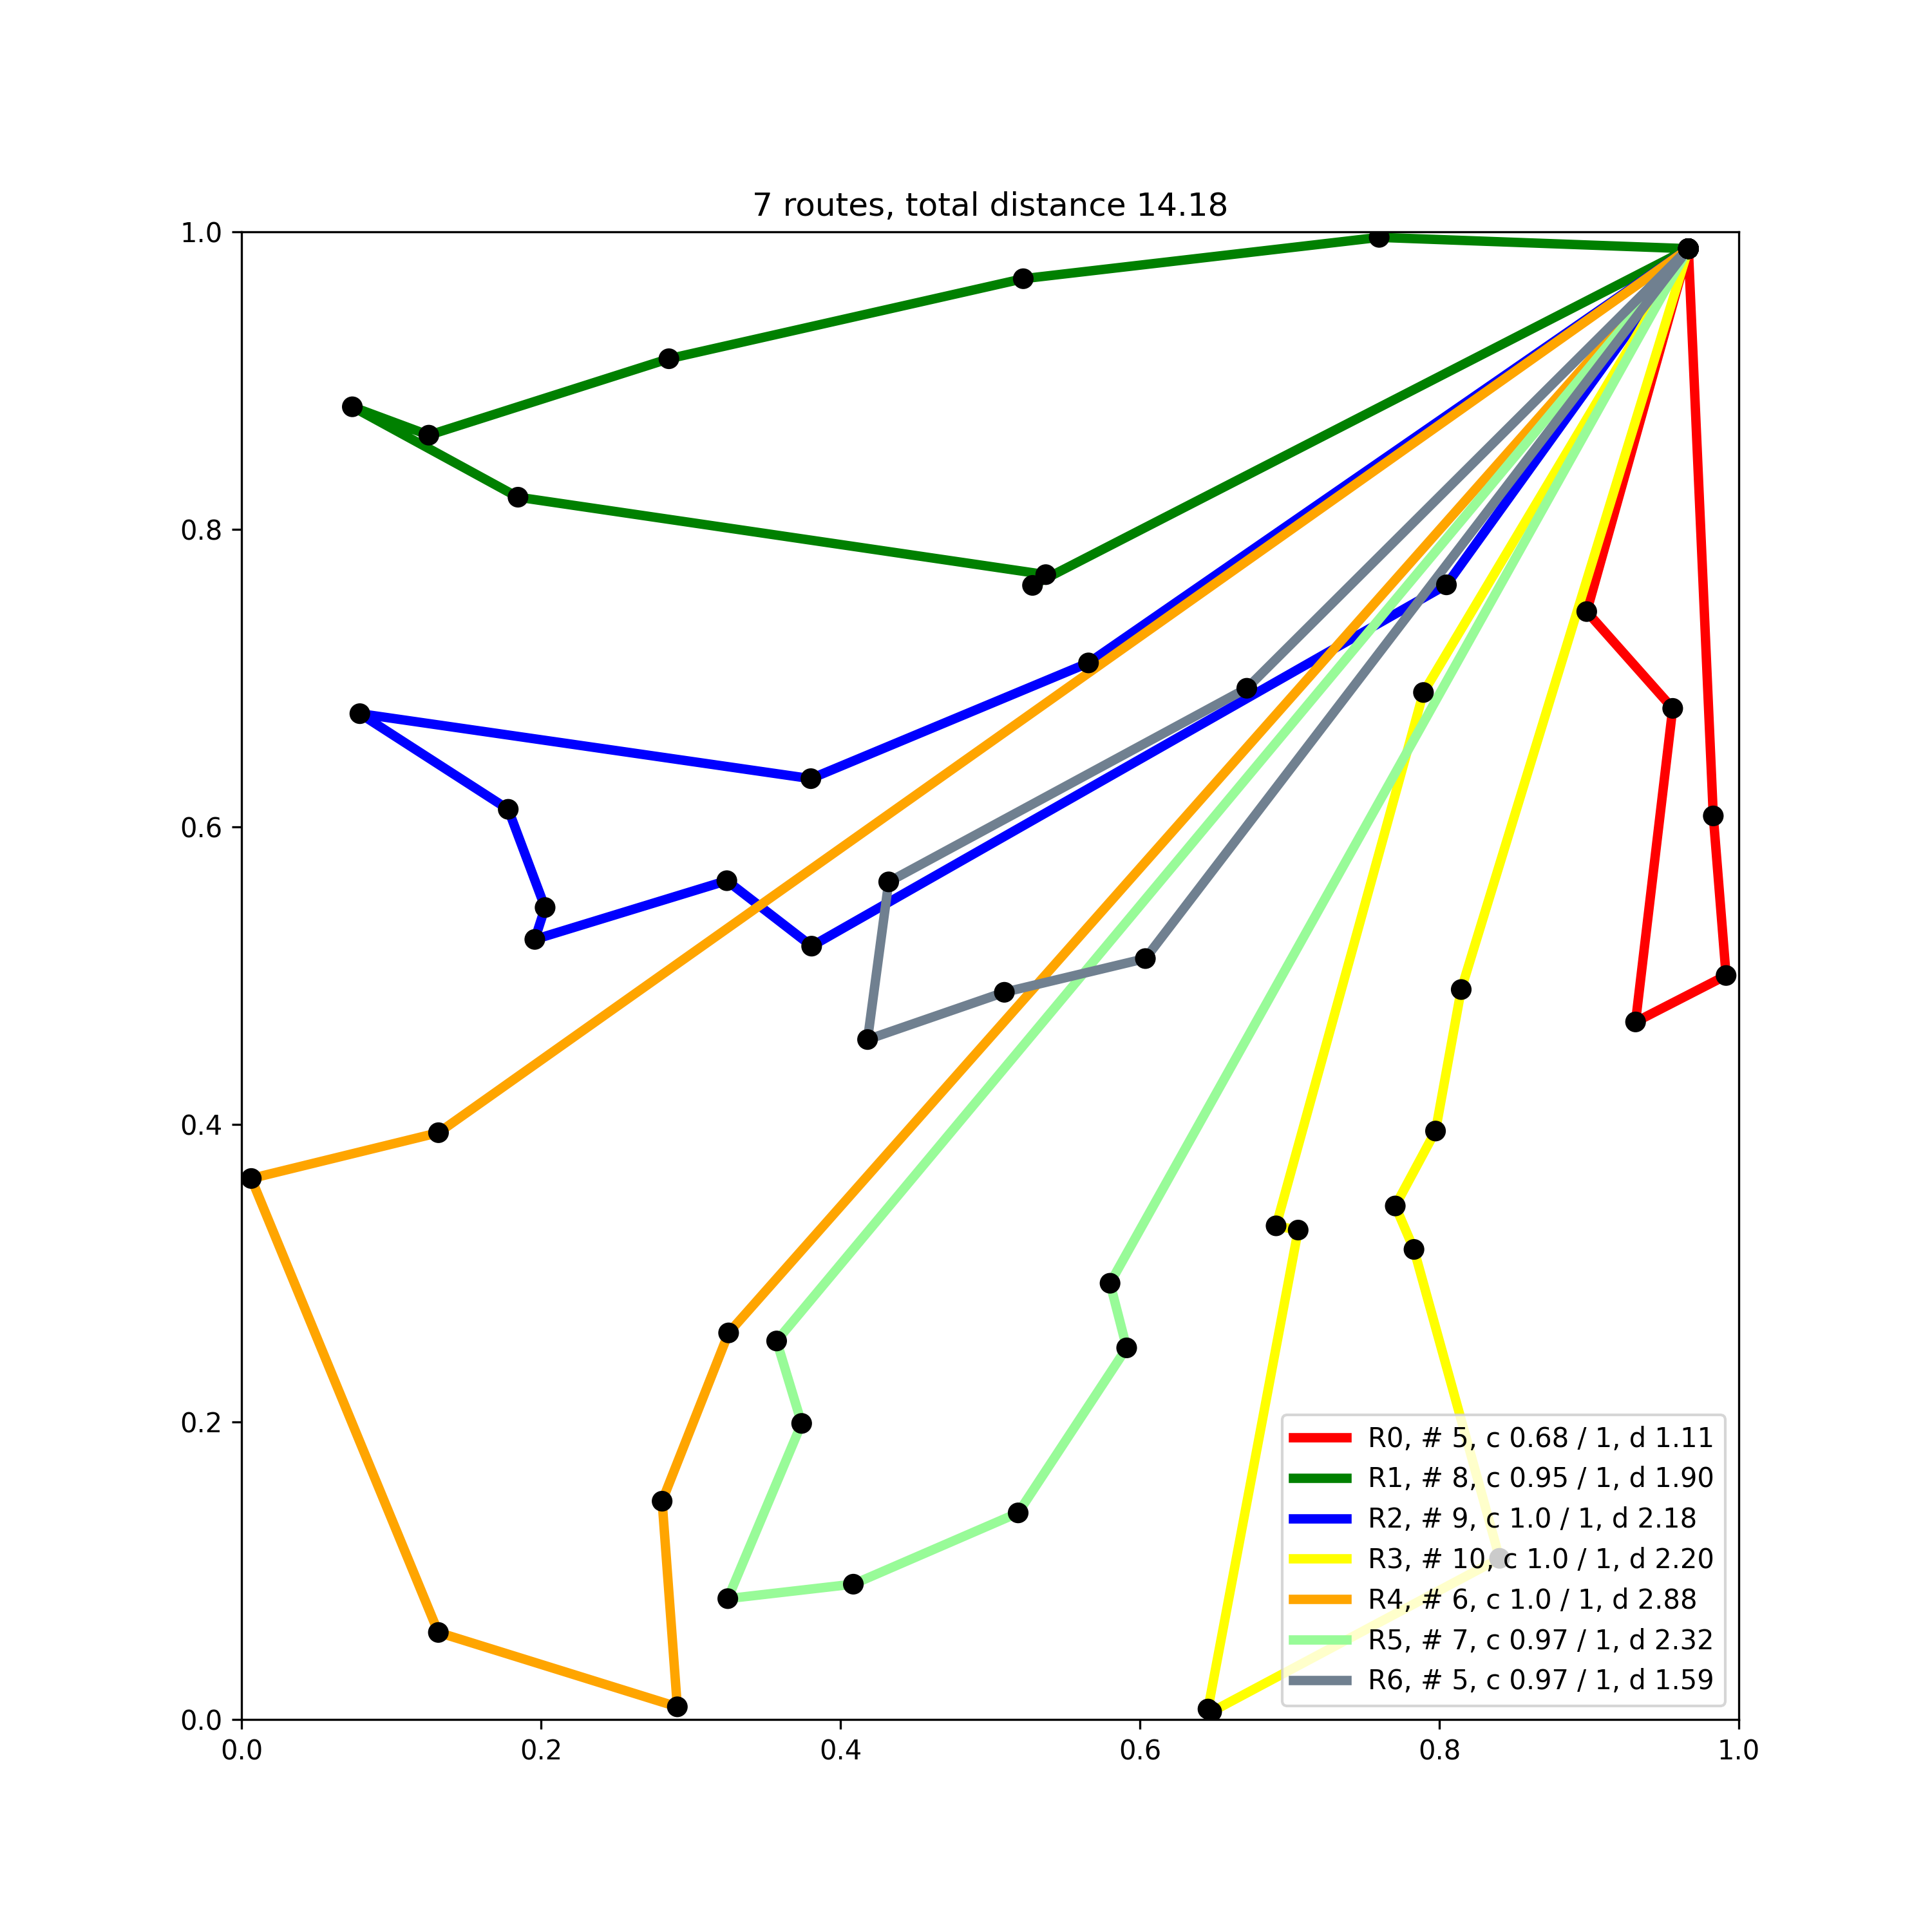 7 routes, total distance 14.18
1.0
0.8
0.6
0.4
0.2
0.0
0.0 0.2 0.4 0.6 0.8 1.0
R0, # 5, c 0.68 / 1, d 1.11
R1, # 8, c 0.95 / 1, d 1.90
R2, # 9, c 1.0 / 1, d 2.18
R3, # 10, c 1.0 / 1, d 2.20
R4, # 6, c 1.0 / 1, d 2.88
R5, # 7, c 0.97 / 1, d 2.32
R6, # 5, c 0.97 / 1, d 1.59